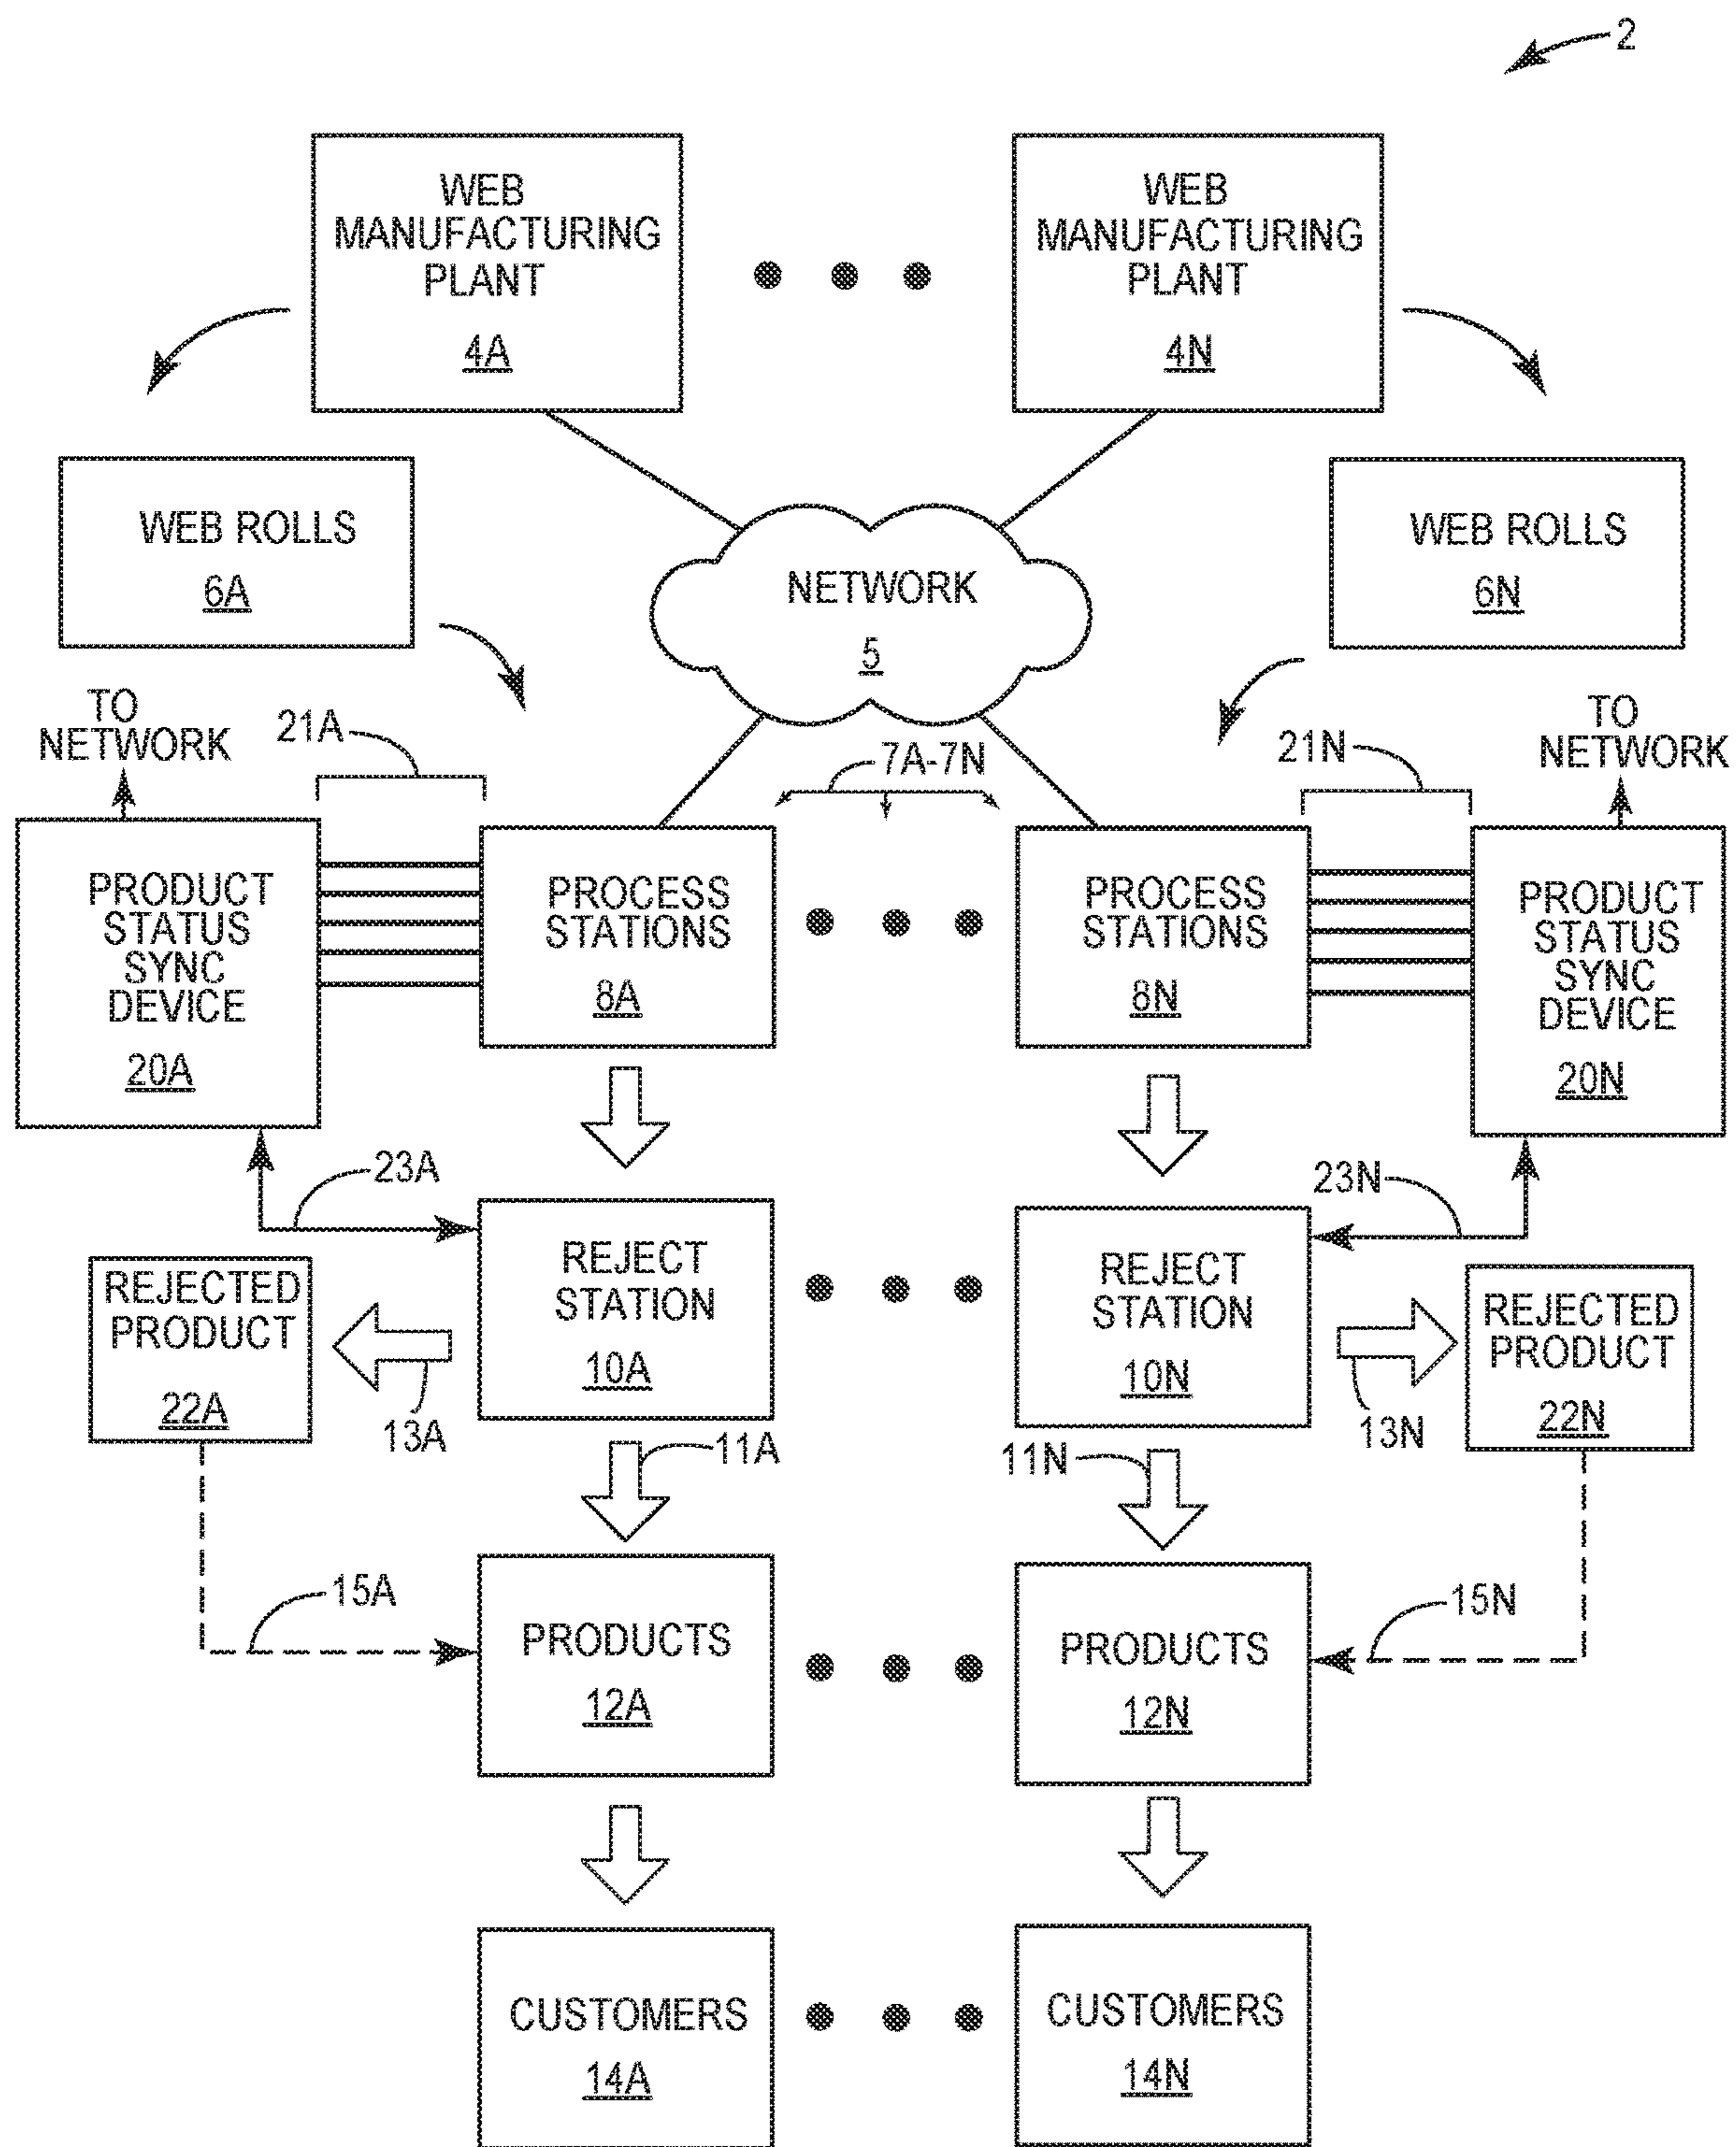 2
WEB
MANUFACTURING
PLANT
4A
WEB
MANUFACTURING
PLANT
4N
WEB ROLLS
6A
NETWORK
5
WEB ROLLS
6N
TO
NETWORK
21A
7A-7N
21N
TO
NETWORK
PRODUCT
STATUS
SYNC
DEVICE
20A
PROCESS
STATIONS
8A
PROCESS
STATIONS
8N
PRODUCT
STATUS
SYNC
DEVICE
20N
23A
23N
REJECTED
PRODUCT
22A
13A
REJECT
STATION
10A
REJECT
STATION
10N
13N
REJECTED
PRODUCT
22N
11A
11N
15A
15N
PRODUCTS
12A
PRODUCTS
12N
CUSTOMERS
14A
CUSTOMERS
14N